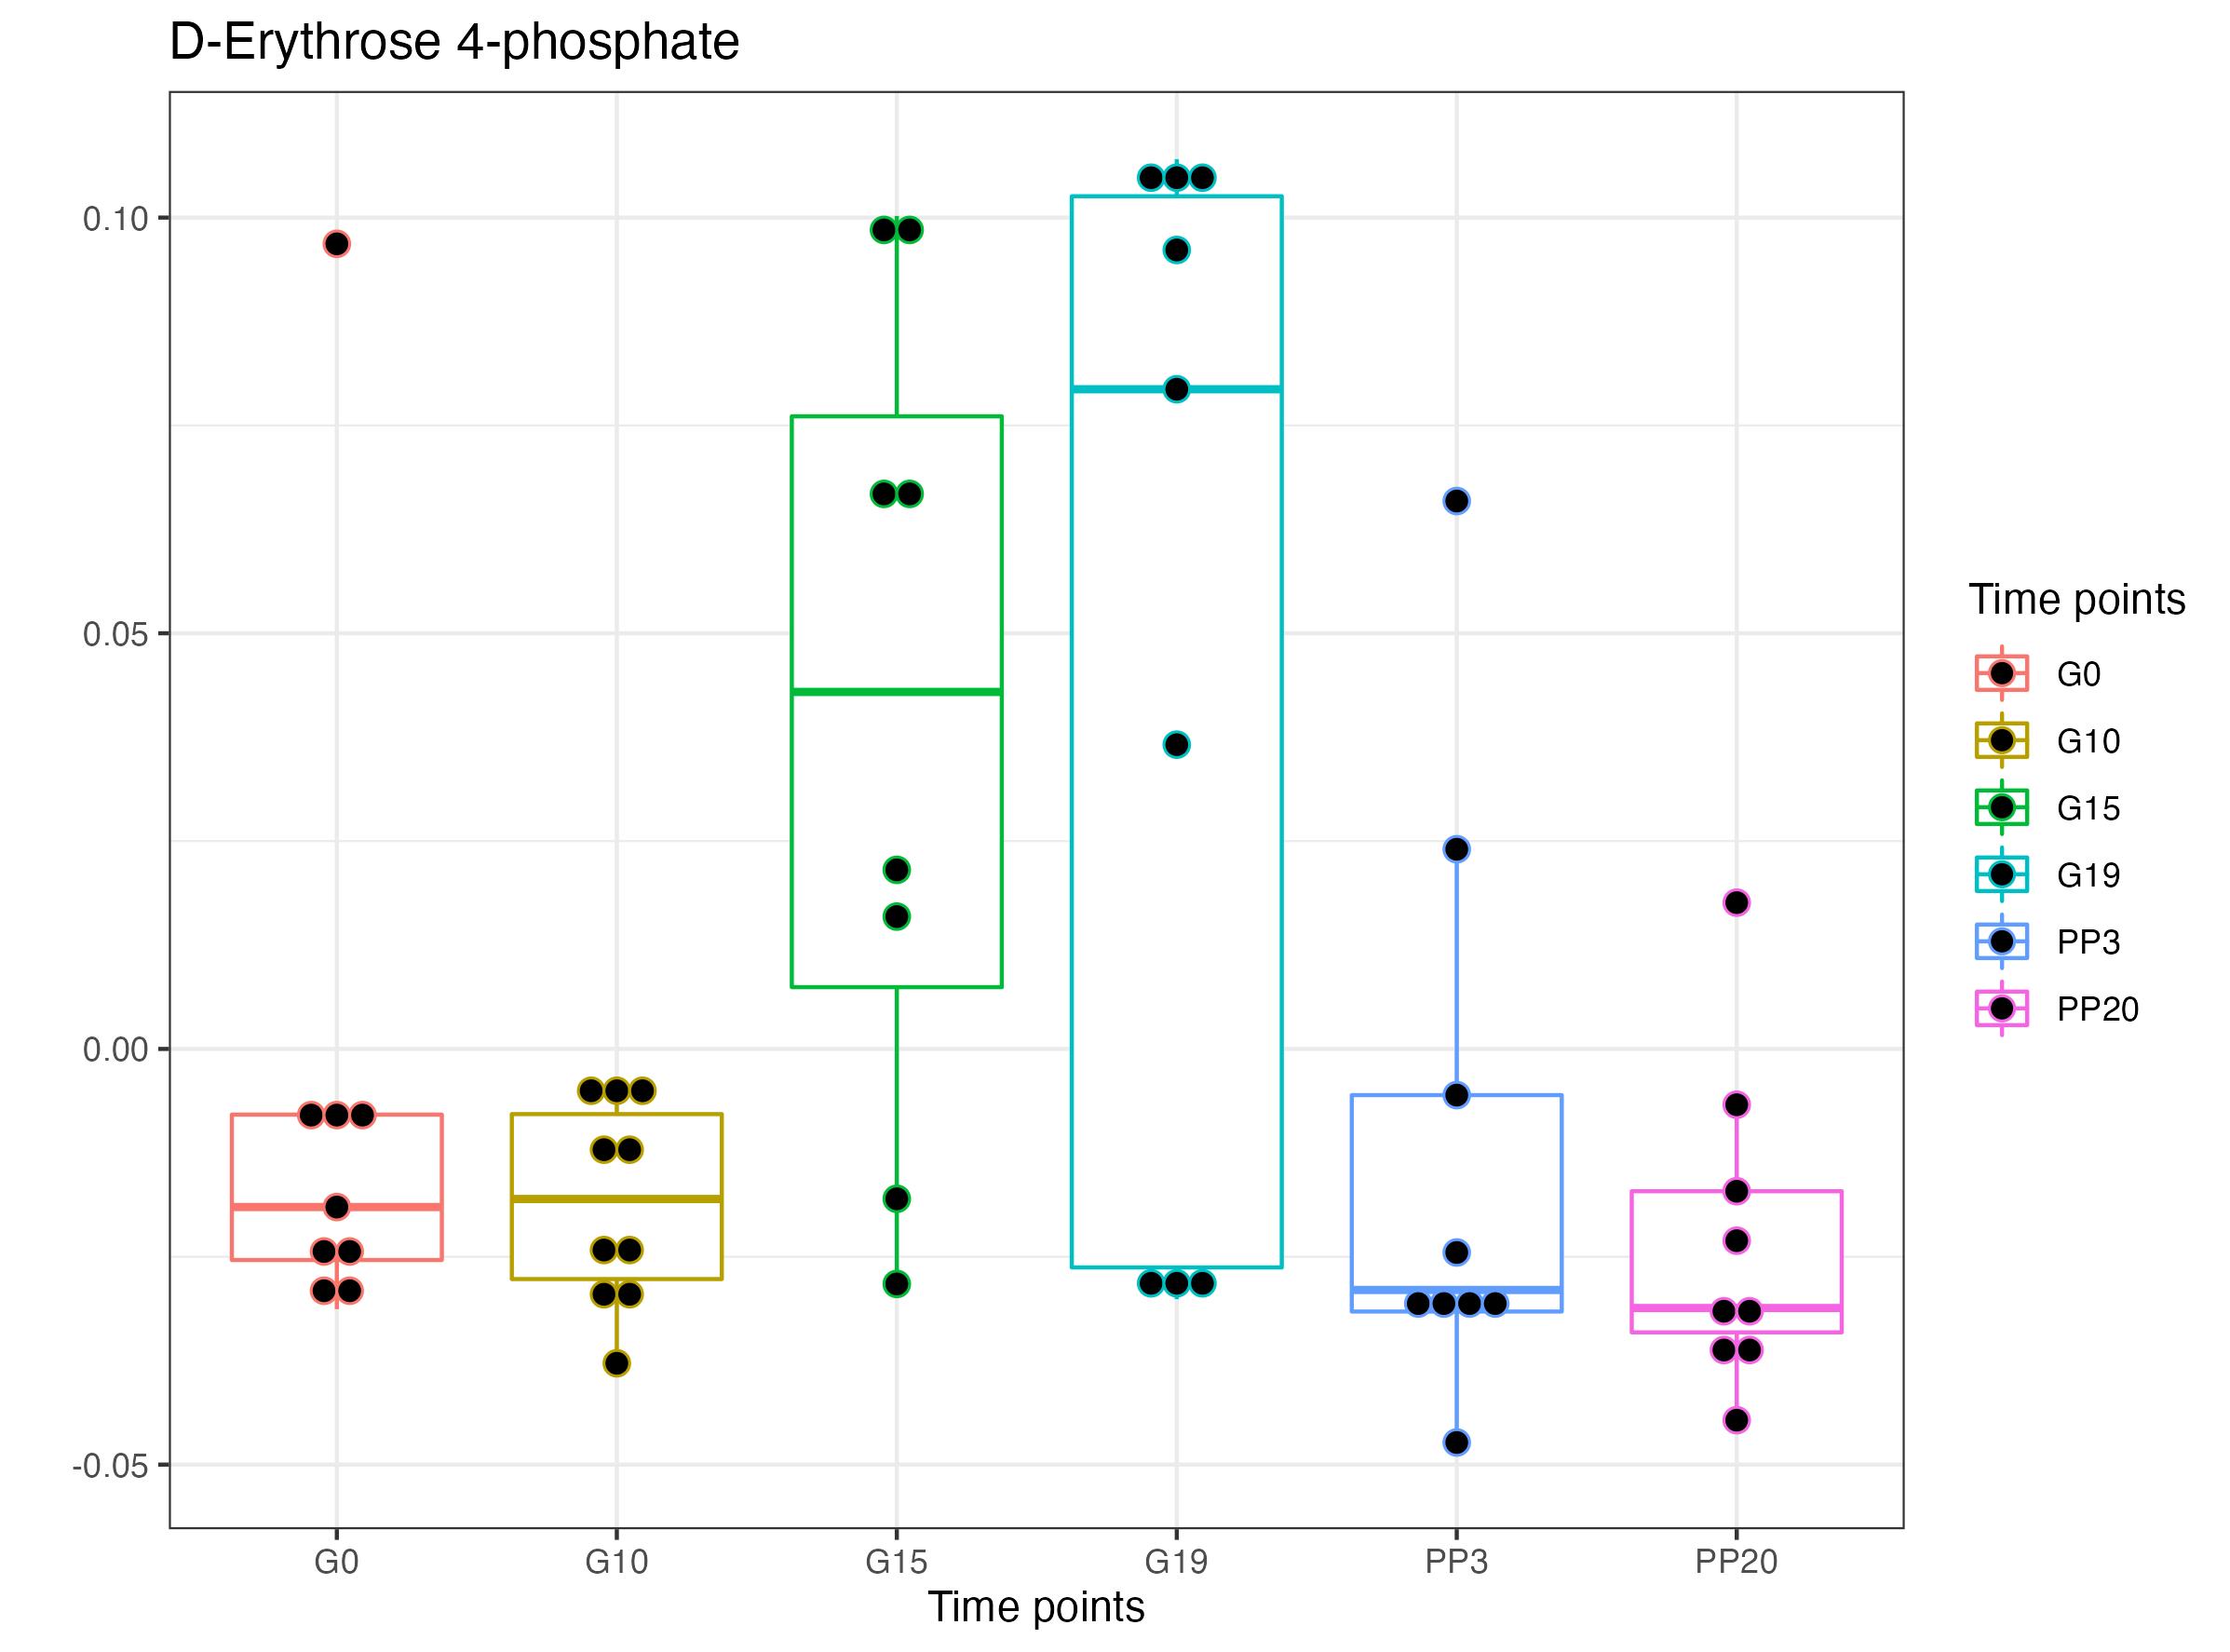 D-Erythrose 4-phosphate
0.10
0.05
0.00
-0.05
G0 G10 G15 G19 PP3 PP20
Time points
Time points
G0
G10
G15
G19
PP3
PP20